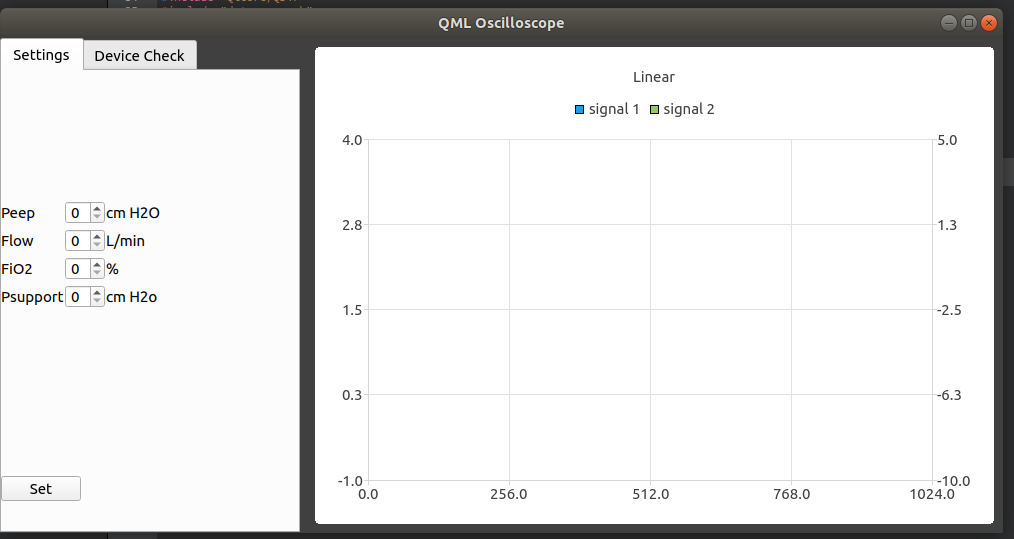 QML Oscilloscope
Settings Device Check
Peep 0 cm H2O
Flow 0 L/min
FiO2 0 %
Psupport 0 cm H2o
Set
Linear
signal 1 signal 2
4.0 5.0
2.8 1.3
1.5 -2.5
0.3 -6.3
-1.0 -10.0
0.0 256.0 512.0 768.0 1024.0